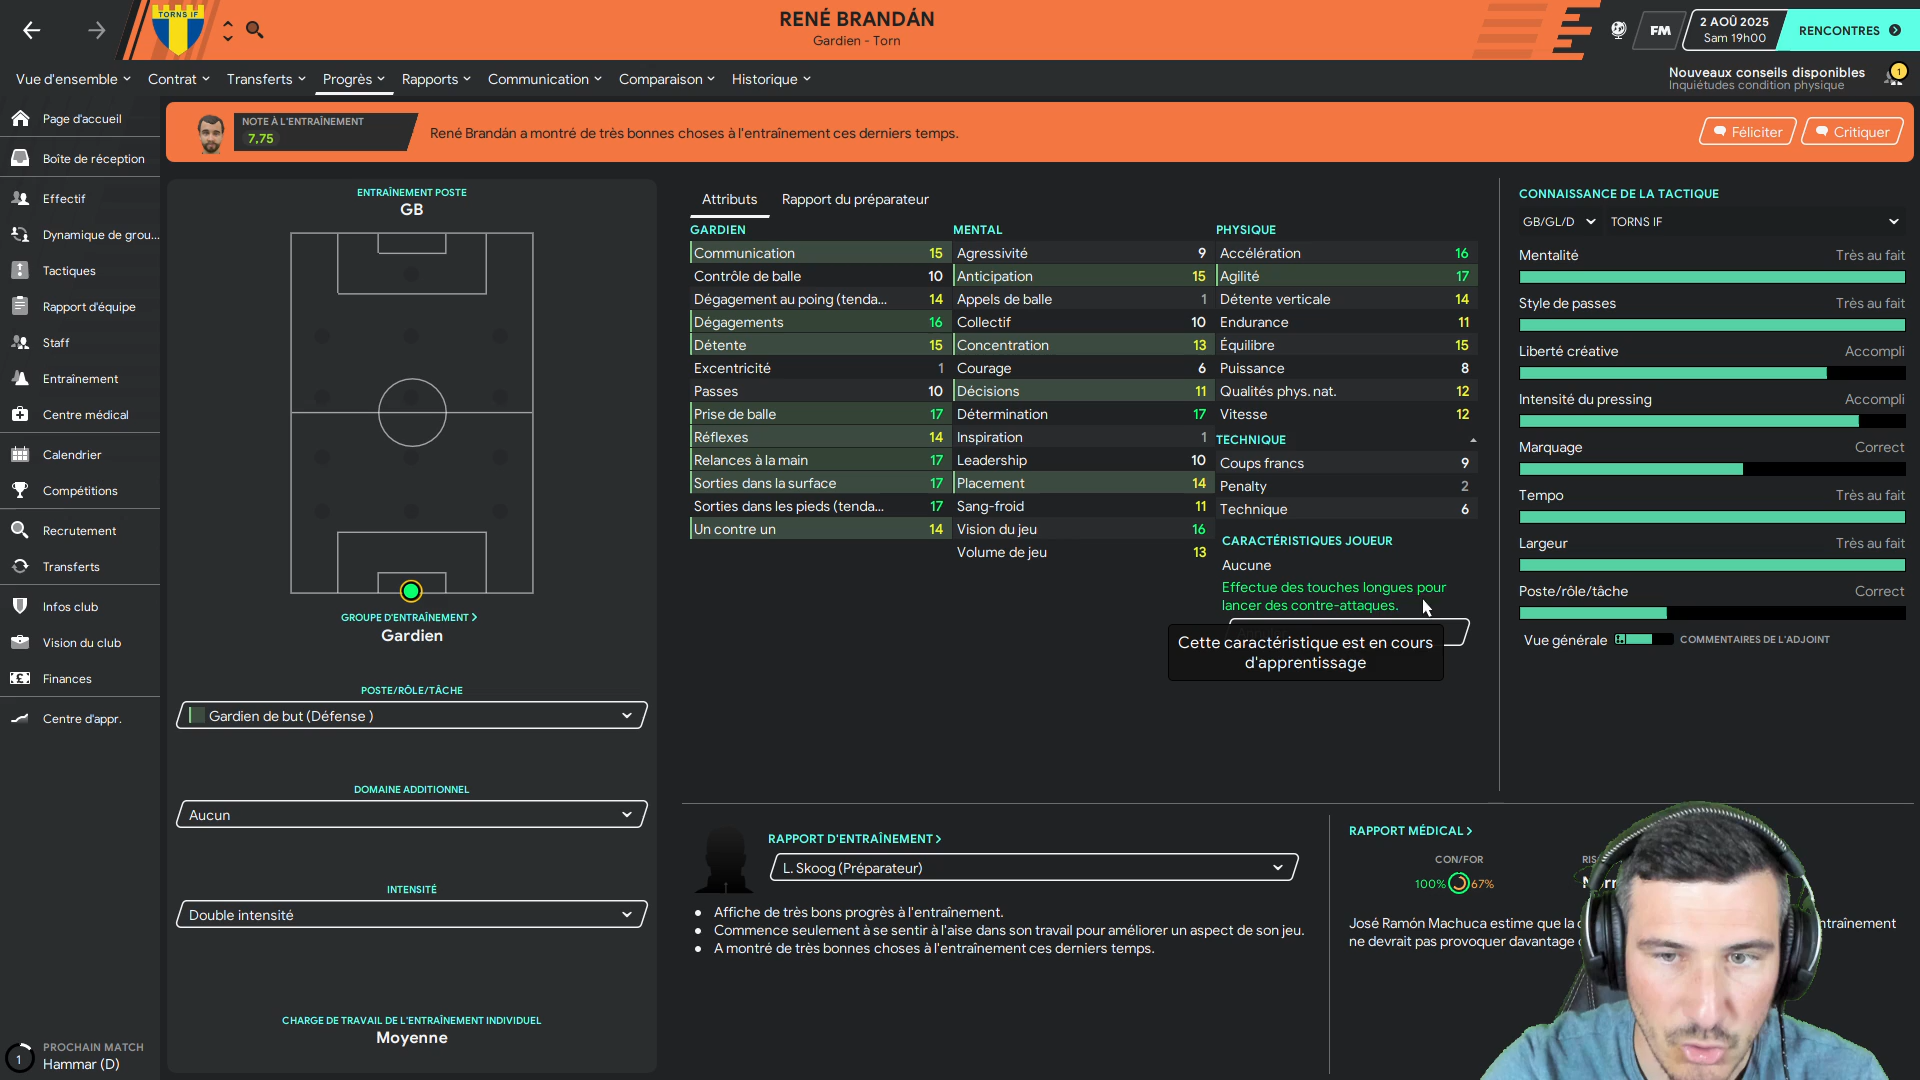 TORNS IF
RENÉ BRANDÁN
Gardien - Torn
FM
2 AOÛ 2025
Sam 19h00
RENCONTRES
Vue d'ensemble
Contrat
Transferts
Progrès
Rapports
Communication
Comparaison
Historique
Nouveaux conseils disponibles
Inquiétudes condition physique
1
Page d'accueil
Boîte de réception
Effectif
Dynamique de grou...
Tactiques
Rapport d'équipe
Staff
Entraînement
Centre médical
Calendrier
Compétitions
Recrutement
Transferts
Infos club
Vision du club
Finances
Centre d'appr.
1
PROCHAIN MATCH
Hammar (D)
NOTE À L'ENTRAÎNEMENT
7,75
René Brandán a montré de très bonnes choses à l'entraînement ces derniers temps.
Féliciter
Critiquer
ENTRAÎNEMENT POSTE
GB
GROUPE D'ENTRAÎNEMENT
Gardien
POSTE/RÔLE/TÂCHE
Gardien de but (Défense )
DOMAINE ADDITIONNEL
Aucun
INTENSITÉ
Double intensité
CHARGE DE TRAVAIL DE L'ENTRAÎNEMENT INDIVIDUEL
Moyenne
Attributs
Rapport du préparateur
GARDIEN
Communication 15
Contrôle de balle 10
Dégagement au poing (tenda... 14
Dégagements 16
Détente 15
Excentricité 1
Passes 10
Prise de balle 17
Réflexes 14
Relances à la main 17
Sorties dans la surface 17
Sorties dans les pieds (tenda... 17
Un contre un 14
MENTAL
Agressivité 9
Anticipation 15
Appels de balle 1
Collectif 10
Concentration 13
Courage 6
Décisions 11
Détermination 17
Inspiration 1
Leadership 10
Placement 14
Sang-froid 11
Vision du jeu 16
Volume de jeu 13
PHYSIQUE
Accélération 16
Agilité 17
Détente verticale 14
Endurance 11
Équilibre 15
Puissance 8
Qualités phys. nat. 12
Vitesse 12
TECHNIQUE
Coups francs 9
Penalty 2
Technique 6
CARACTÉRISTIQUES JOUEUR
Aucune
Effectue des touches longues pour
lancer des contre-attaques.
Cette caractéristique est en cours
d'apprentissage
CONNAISSANCE DE LA TACTIQUE
GB/GL/D
TORNS IF
Mentalité Très au fait
Style de passes Très au fait
Liberté créative Accompli
Intensité du pressing Accompli
Marquage Correct
Tempo Très au fait
Largeur Très au fait
Poste/rôle/tâche Correct
Vue générale
COMMENTAIRES DE L'ADJOINT
RAPPORT D'ENTRAÎNEMENT
L. Skoog (Préparateur)
Affiche de très bons progrès à l'entraînement.
Commence seulement à se sentir à l'aise dans son travail pour améliorer un aspect de son jeu.
A montré de très bonnes choses à l'entraînement ces derniers temps.
RAPPORT MÉDICAL
CON/FOR
100% 67%
José Ramón Machuca estime que la
ne devrait pas provoquer davantage